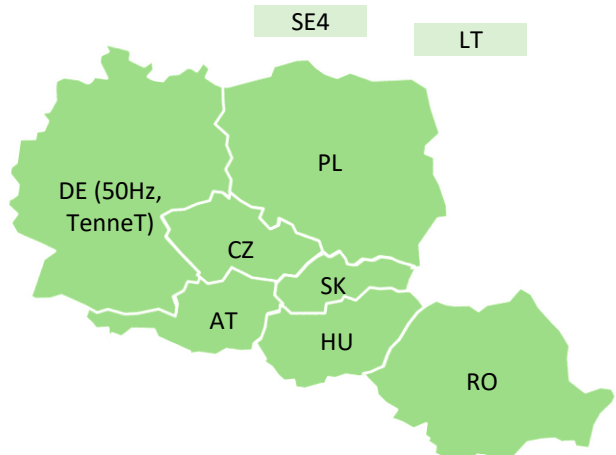 SE4
LT
PL
DE (50Hz,
TenneT)
CZ
SK
AT
HU
RO